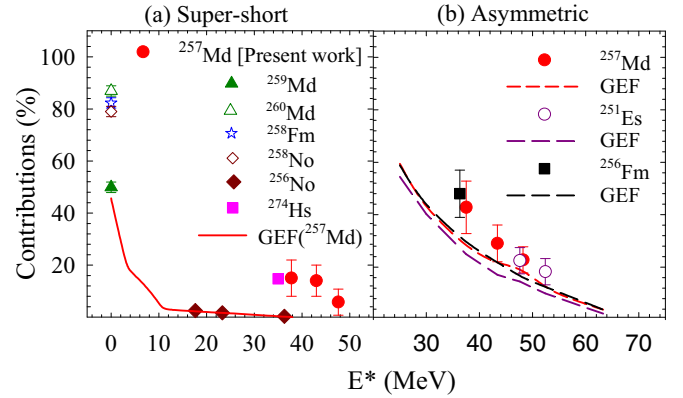 (a) Super-short
(b) Asymmetric
Contributions (%)
100
80
60
40
20
²⁵⁷Md [Present work]
²⁵⁹Md
²⁶⁰Md
²⁵⁸Fm
²⁵⁸No
²⁵⁶No
²⁷⁴Hs
GEF(²⁵⁷Md)
0 10 20 30 40 50
²⁵⁷Md
GEF
²⁵¹Es
GEF
²⁵⁶Fm
GEF
30 40 50 60 70
E* (MeV)